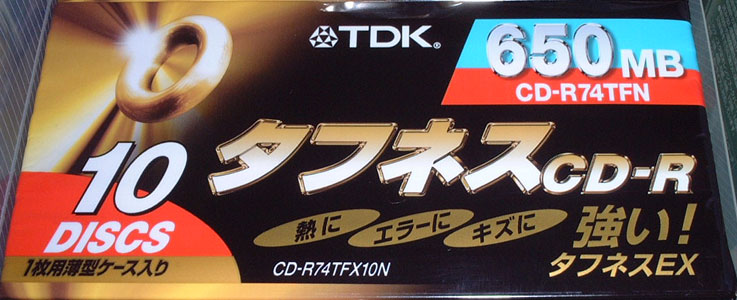 TDK®
650MB
CD-R74TFN
タフネスCD-R
10
DISCS
熱に エラーに キズに 強い!
1枚用薄型ケース入り
CD-R74TFX10N
タフネスEX